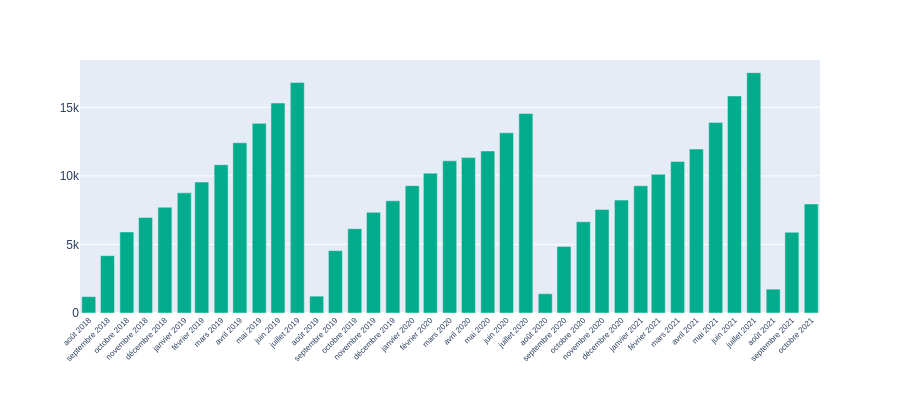 15k
10k
5k
0
août 2018
septembre 2018
octobre 2018
novembre 2018
décembre 2018
janvier 2019
février 2019
mars 2019
avril 2019
mai 2019
juin 2019
juillet 2019
août 2019
septembre 2019
octobre 2019
novembre 2019
décembre 2019
janvier 2020
février 2020
mars 2020
avril 2020
mai 2020
juin 2020
juillet 2020
août 2020
septembre 2020
octobre 2020
novembre 2020
décembre 2020
janvier 2021
février 2021
mars 2021
avril 2021
mai 2021
juin 2021
juillet 2021
août 2021
septembre 2021
octobre 2021